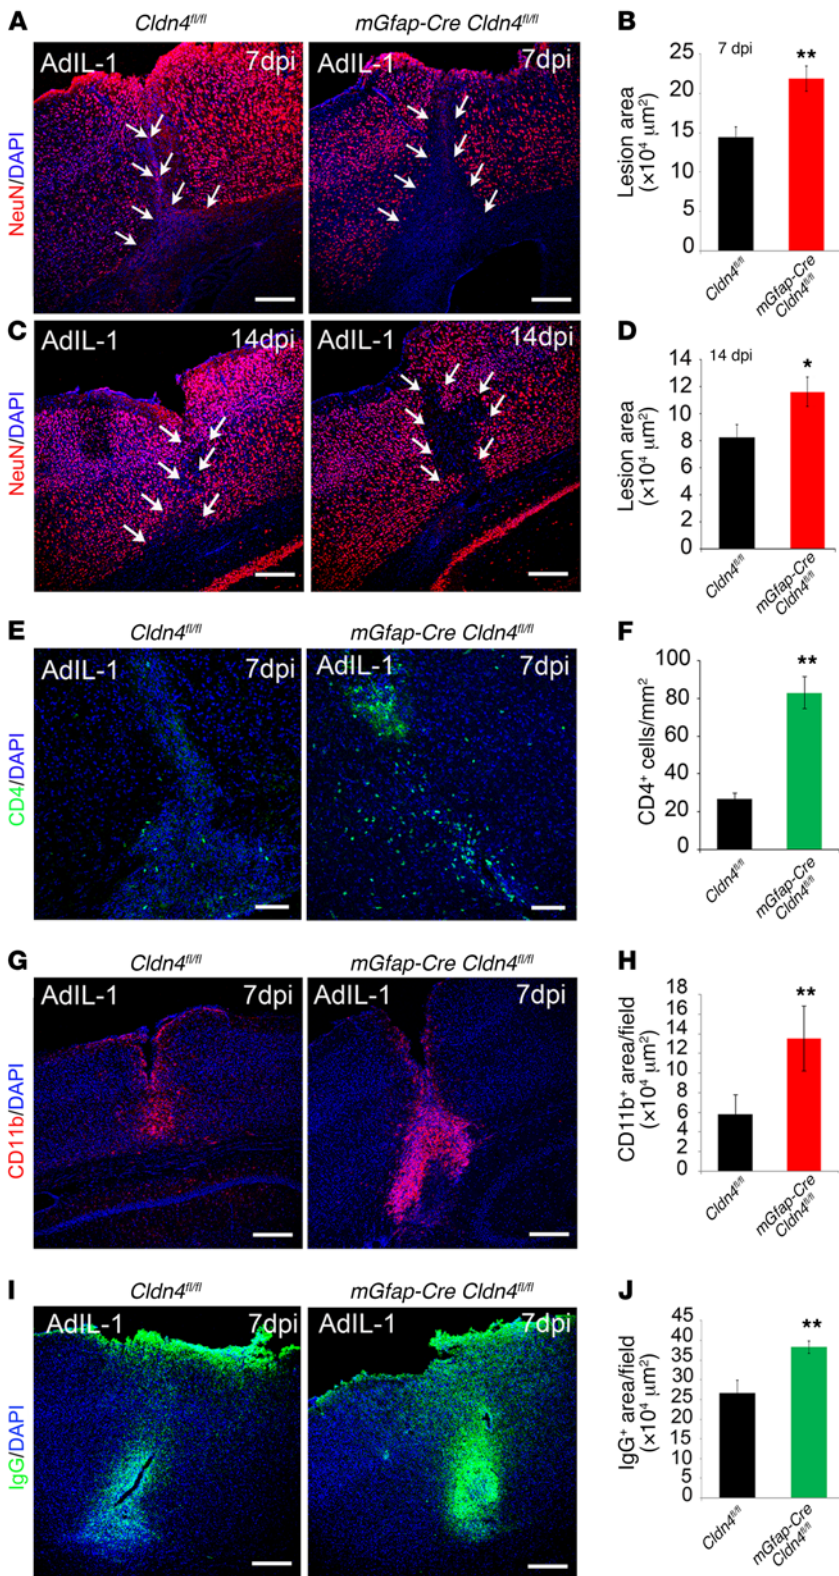 A
Cldn4fl/fl
mGfap-Cre Cldn4fl/fl
AdIL-1 7dpi
AdIL-1 7dpi
NeuN/DAPI
B
7 dpi
**
Lesion area
(×10⁴ μm²)
25
20
15
15
10
5
0
Cldn4fl/fl
mGfap-Cre
Cldn4fl/fl
C
AdIL-1 14dpi
AdIL-1 14dpi
NeuN/DAPI
D
14 dpi
*
Lesion area
(×10⁴ μm²)
14
12
10
8
6
4
2
0
Cldn4fl/fl
mGfap-Cre
Cldn4fl/fl
E
Cldn4fl/fl
mGfap-Cre Cldn4fl/fl
AdIL-1 7dpi
AdIL-1 7dpi
CD4/DAPI
F
**
CD4⁺ cells/mm²
100
80
60
40
20
0
Cldn4fl/fl
mGfap-Cre
Cldn4fl/fl
G
Cldn4fl/fl
mGfap-Cre Cldn4fl/fl
AdIL-1 7dpi
AdIL-1 7dpi
CD11b/DAPI
H
**
CD11b⁺ area/field
(×10⁴ μm²)
18
16
14
12
10
8
6
4
2
0
Cldn4fl/fl
mGfap-Cre
Cldn4fl/fl
I
Cldn4fl/fl
mGfap-Cre Cldn4fl/fl
AdIL-1 7dpi
AdIL-1 7dpi
IgG/DAPI
J
**
IgG⁺ area/field
(×10⁴ μm²)
45
40
35
30
25
25
10
5
0
Cldn4fl/fl
mGfap-Cre
Cldn4fl/fl